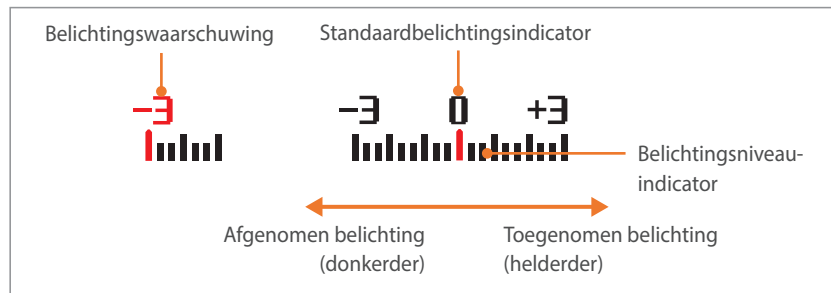 Belichtingswaarschuwing
Standaardbelichtingsindicator
-3
-3 0 +3
Belichtingsniveau-
indicator
Afgenomen belichting
(donkerder)
Toegenomen belichting
(helderder)